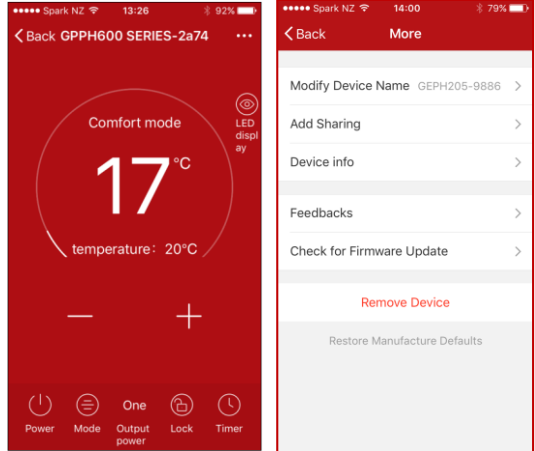 Spark NZ 13:26 92%
Back GPPH600 SERIES-2a74 •••
Comfort mode
LED
displ
ay
17°C
temperature: 20°C
One
Power Mode Output
power Lock Timer
Spark NZ 14:00 79%
Back More
Modify Device Name GEPH205-9886
Add Sharing
Device info
Feedbacks
Check for Firmware Update
Remove Device
Restore Manufacture Defaults